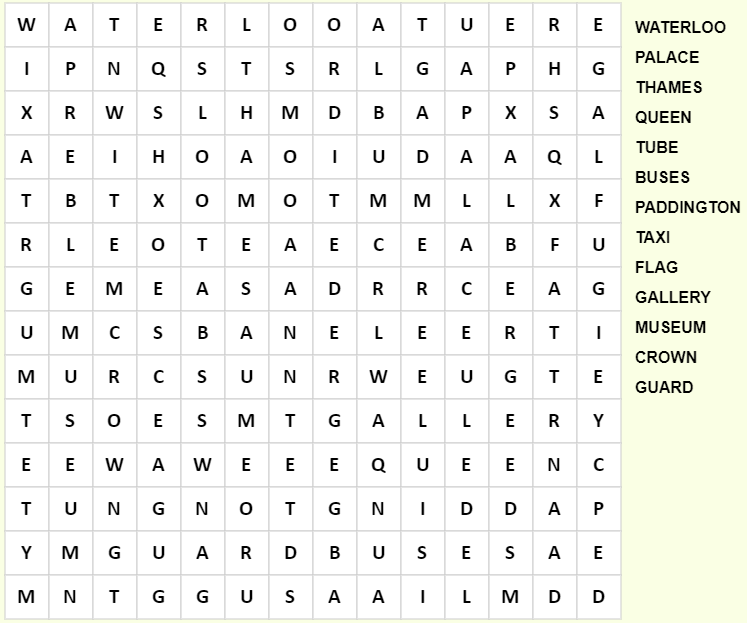 W A T E R L O O A T U E R E
I P N Q S T S R L G A P H G
X R W S L H M D B A P X S A
A E I H O A O I U D A A Q L
T B T X O M O T M M L L X F
R L E O T E A E C E A B F U
G E M E A S A D R R C E A G
U M C S B A N E L E E R T I
M U R C S U N R W E U G T E
T S O E S M T G A L L E R Y
E E W A W E E E Q U E E N C
T U N G N O T G N I D D A P
Y M G U A R D B U S E S A E
M N T G G U S A A I L M D D
WATERLOO
PALACE
THAMES
QUEEN
TUBE
BUSES
PADDINGTON
TAXI
FLAG
GALLERY
MUSEUM
CROWN
GUARD